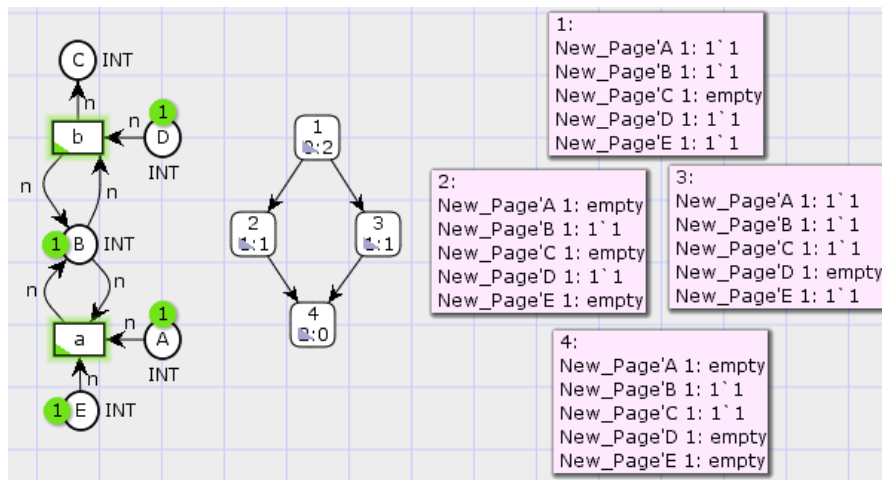 C INT
n
n
1
b
D
INT
n
n
1 B INT
n
n
1
n
a
A
INT
n
1 E INT
1
0:2
2
1:1
3
1:1
4
2:0
1:
New_Page'A 1: 1`1
New_Page'B 1: 1`1
New_Page'C 1: empty
New_Page'D 1: 1`1
New_Page'E 1: 1`1
2:
New_Page'A 1: empty
New_Page'B 1: 1`1
New_Page'C 1: empty
New_Page'D 1: 1`1
New_Page'E 1: empty
3:
New_Page'A 1: 1`1
New_Page'B 1: 1`1
New_Page'C 1: 1`1
New_Page'D 1: empty
New_Page'E 1: 1`1
4:
New_Page'A 1: empty
New_Page'B 1: 1`1
New_Page'C 1: 1`1
New_Page'D 1: empty
New_Page'E 1: empty